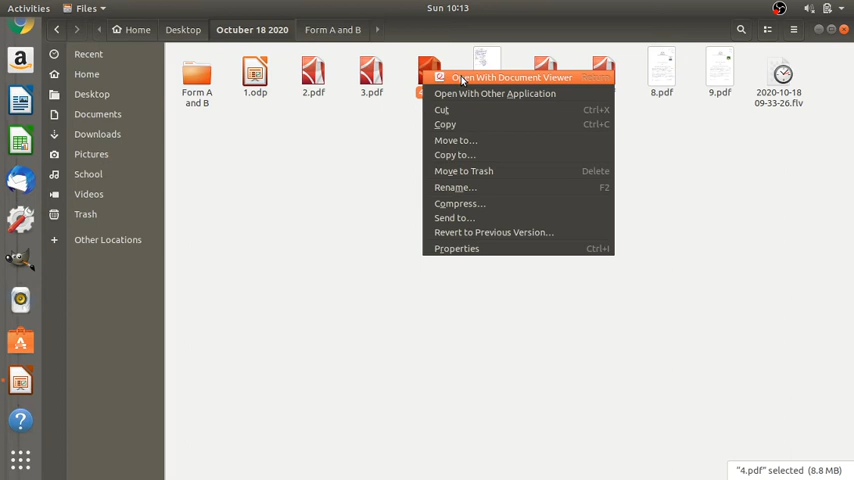 Activities
Files
Sun 10:13
Home
Desktop
Octuber 18 2020
Form A and B
Recent
Home
Desktop
Documents
Downloads
Pictures
School
Videos
Trash
Other Locations
Form A
and B
1.odp
2.pdf
3.pdf
8.pdf
9.pdf
2020-10-18
09-33-26.flv
Open With Document Viewer Return
Open With Other Application
Cut Ctrl+X
Copy Ctrl+C
Move to…
Copy to…
Move to Trash Delete
Rename… F2
Compress…
Send to…
Revert to Previous Version…
Properties Ctrl+I
"4.pdf" selected (8.8 MB)